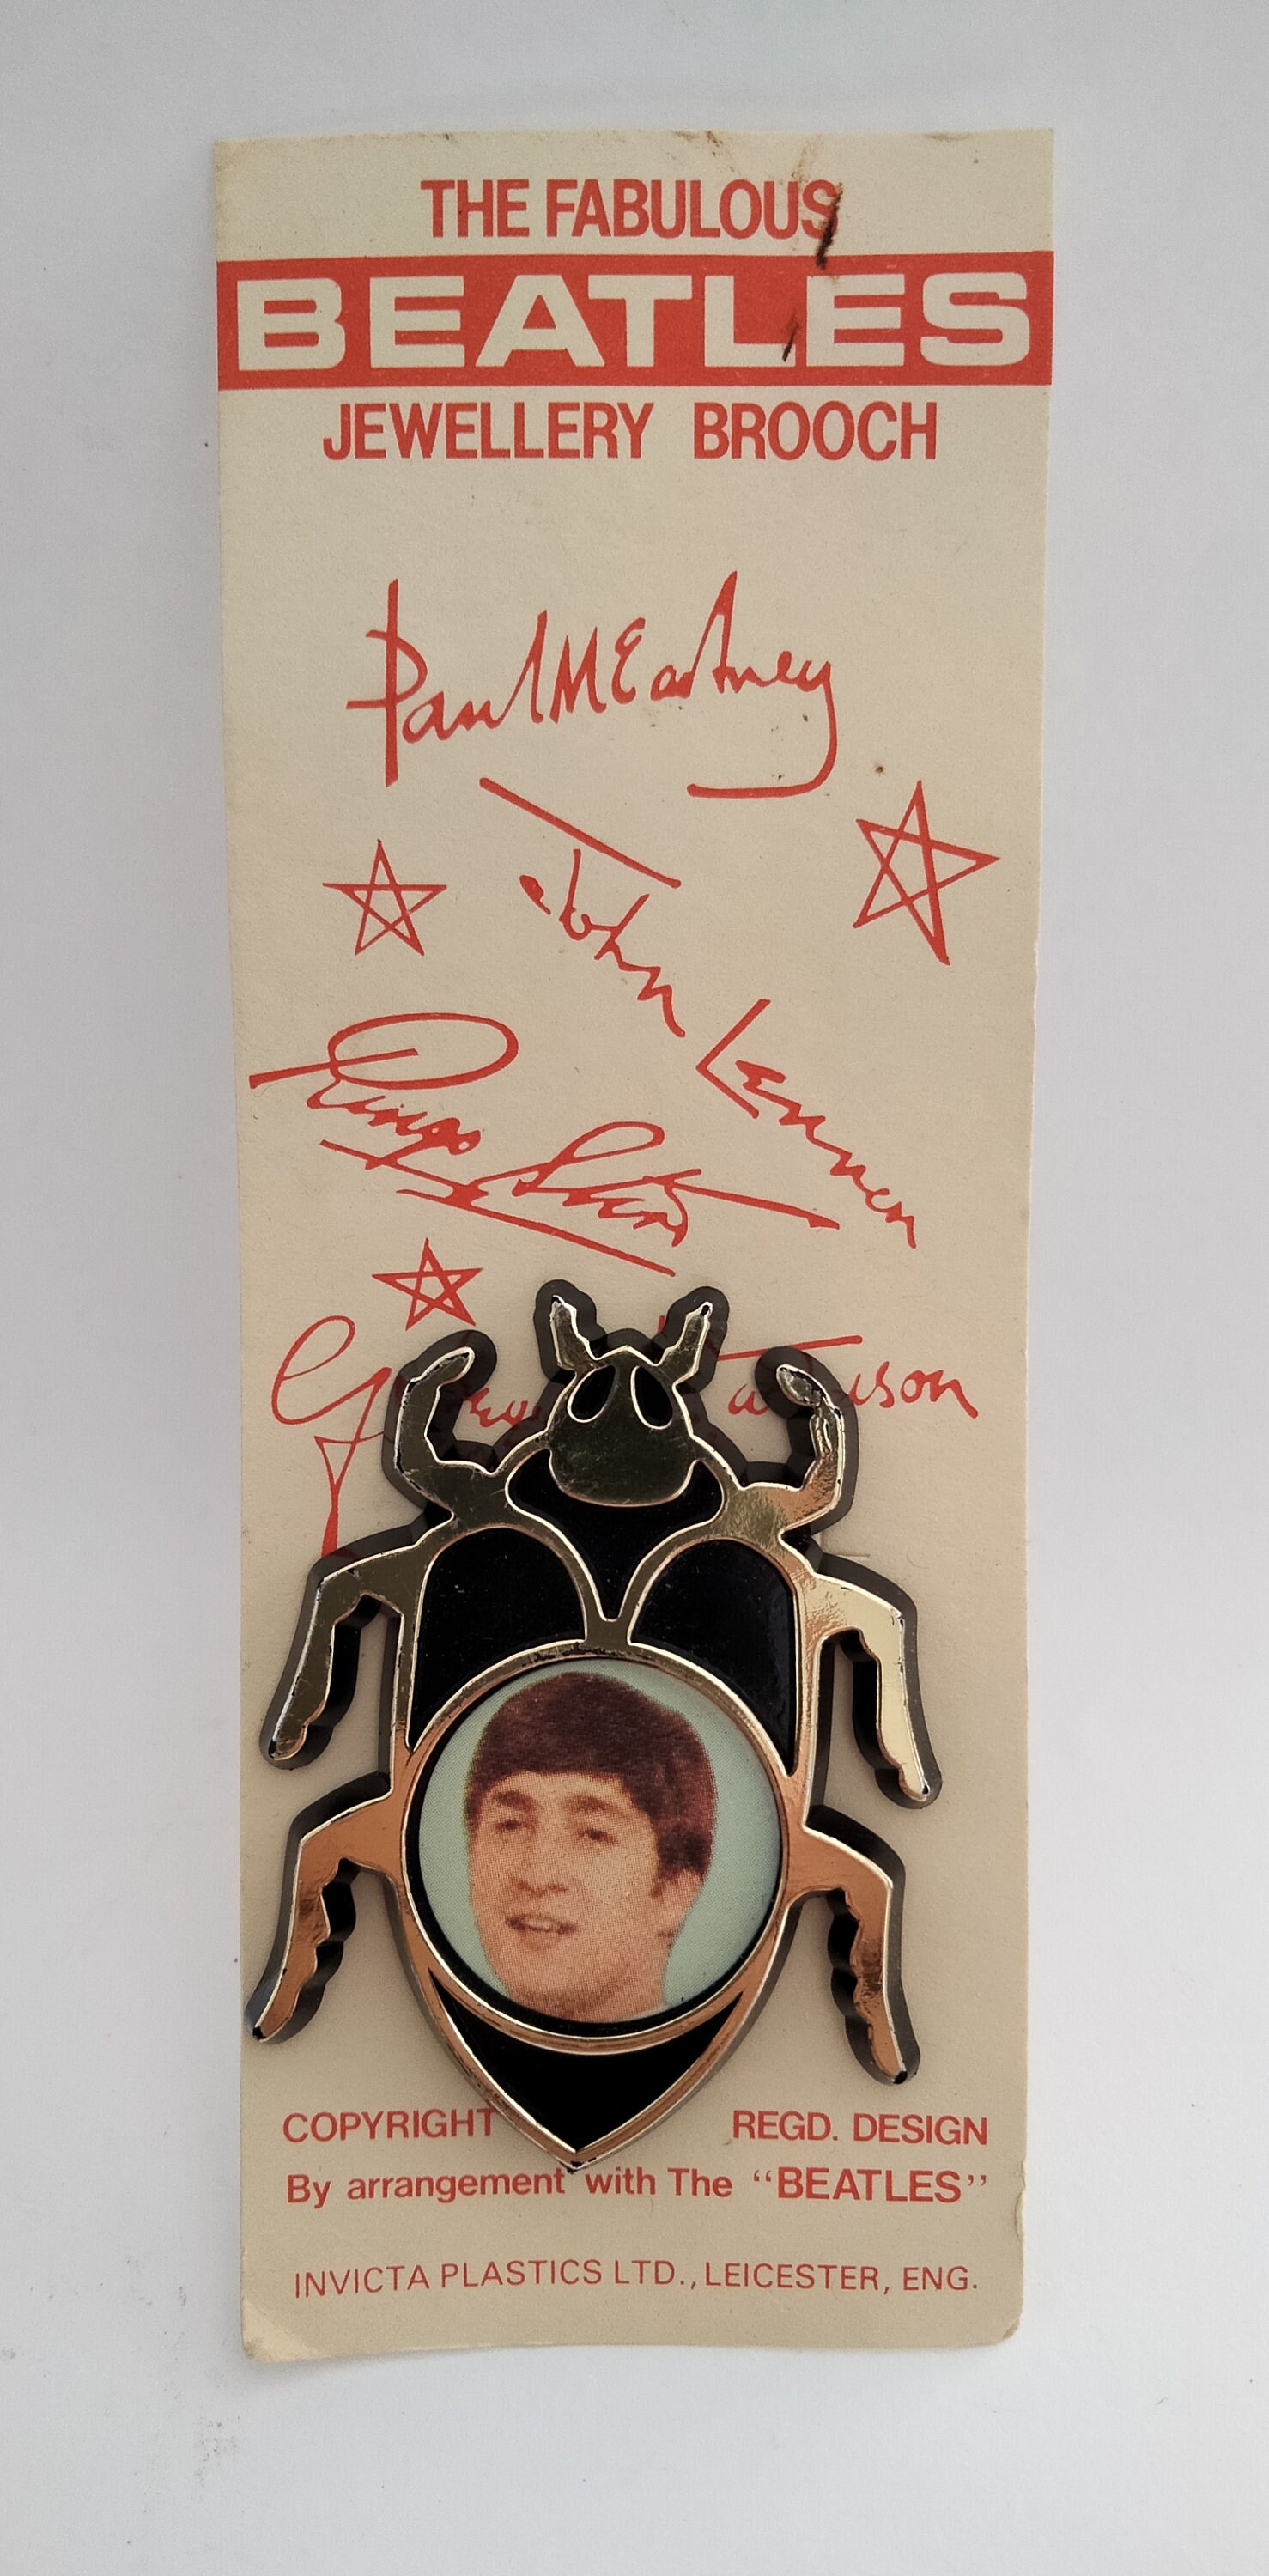 THE FABULOUS
BEATLES
JEWELLERY BROOCH
Paul McCartney
John Lennon
Ringo Starr
COPYRIGHT REGD. DESIGN
By arrangement with The “BEATLES”
INVICTA PLASTICS LTD., LEICESTER, ENG.